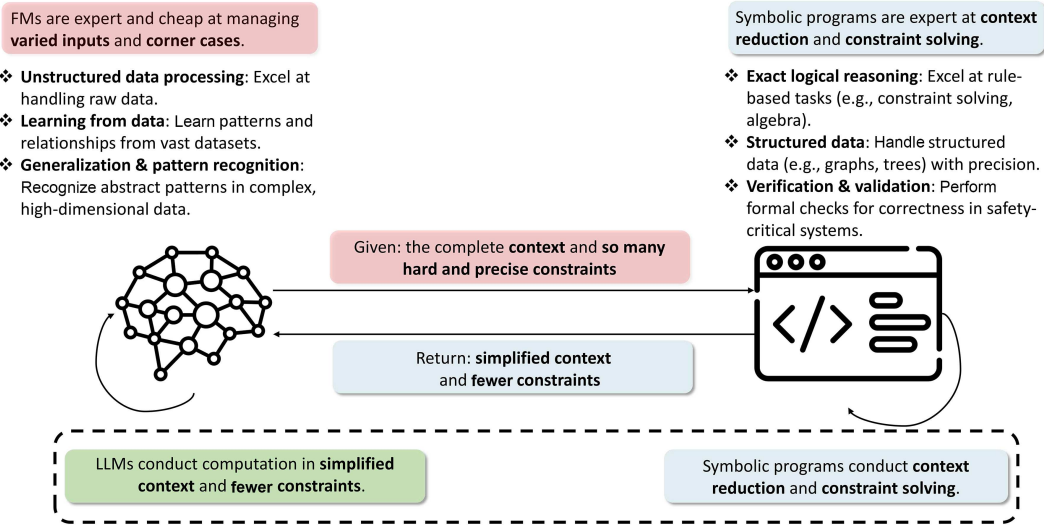 FMs are expert and cheap at managing
varied inputs and corner cases.
❖ Unstructured data processing: Excel at
handling raw data.
❖ Learning from data: Learn patterns and
relationships from vast datasets.
❖ Generalization & pattern recognition:
Recognize abstract patterns in complex,
high-dimensional data.
Symbolic programs are expert at context
reduction and constraint solving.
❖ Exact logical reasoning: Excel at rule-
based tasks (e.g., constraint solving,
algebra).
❖ Structured data: Handle structured
data (e.g., graphs, trees) with precision.
❖ Verification & validation: Perform
formal checks for correctness in safety-
critical systems.
Given: the complete context and so many
hard and precise constraints
Return: simplified context
and fewer constraints
LLMs conduct computation in simplified
context and fewer constraints.
Symbolic programs conduct context
reduction and constraint solving.